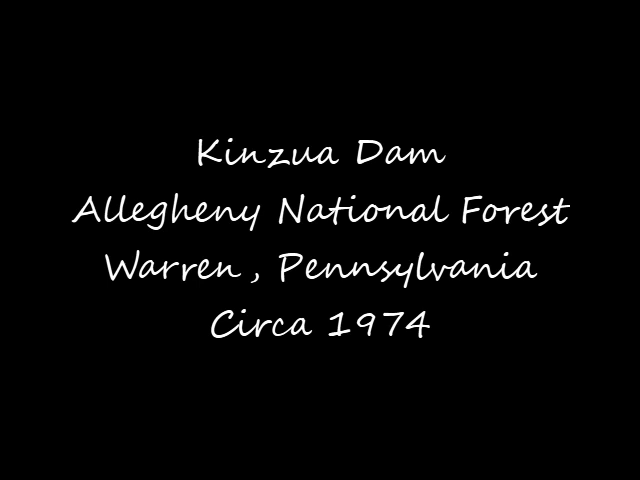 Kinzua Dam
Allegheny National Forest
Warren , Pennsylvania
Circa 1974